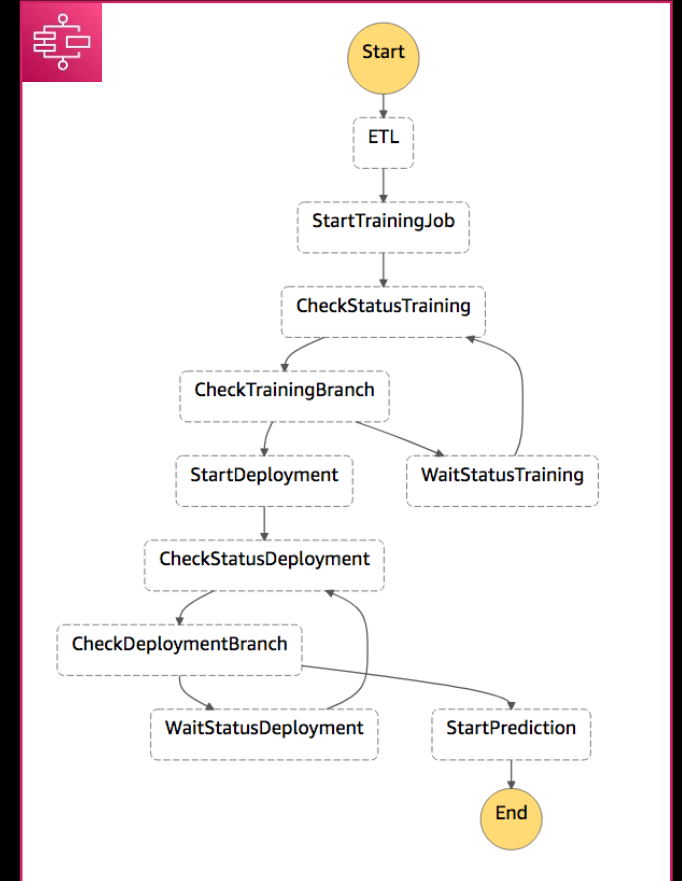 Start
ETL
StartTrainingJob
CheckStatusTraining
CheckTrainingBranch
StartDeployment
WaitStatusTraining
CheckStatusDeployment
CheckDeploymentBranch
WaitStatusDeployment
StartPrediction
End